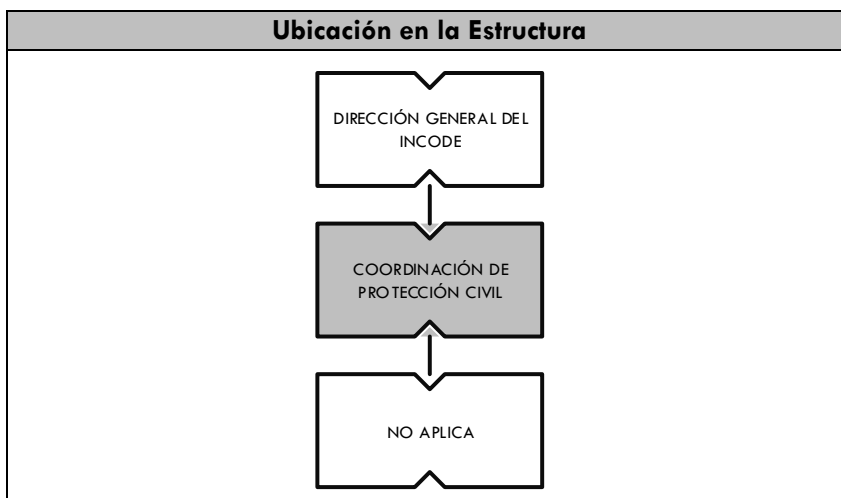 Ubicación en la Estructura
DIRECCIÓN GENERAL DEL
INCODE
COORDINACIÓN DE
PROTECCIÓN CIVIL
NO APLICA